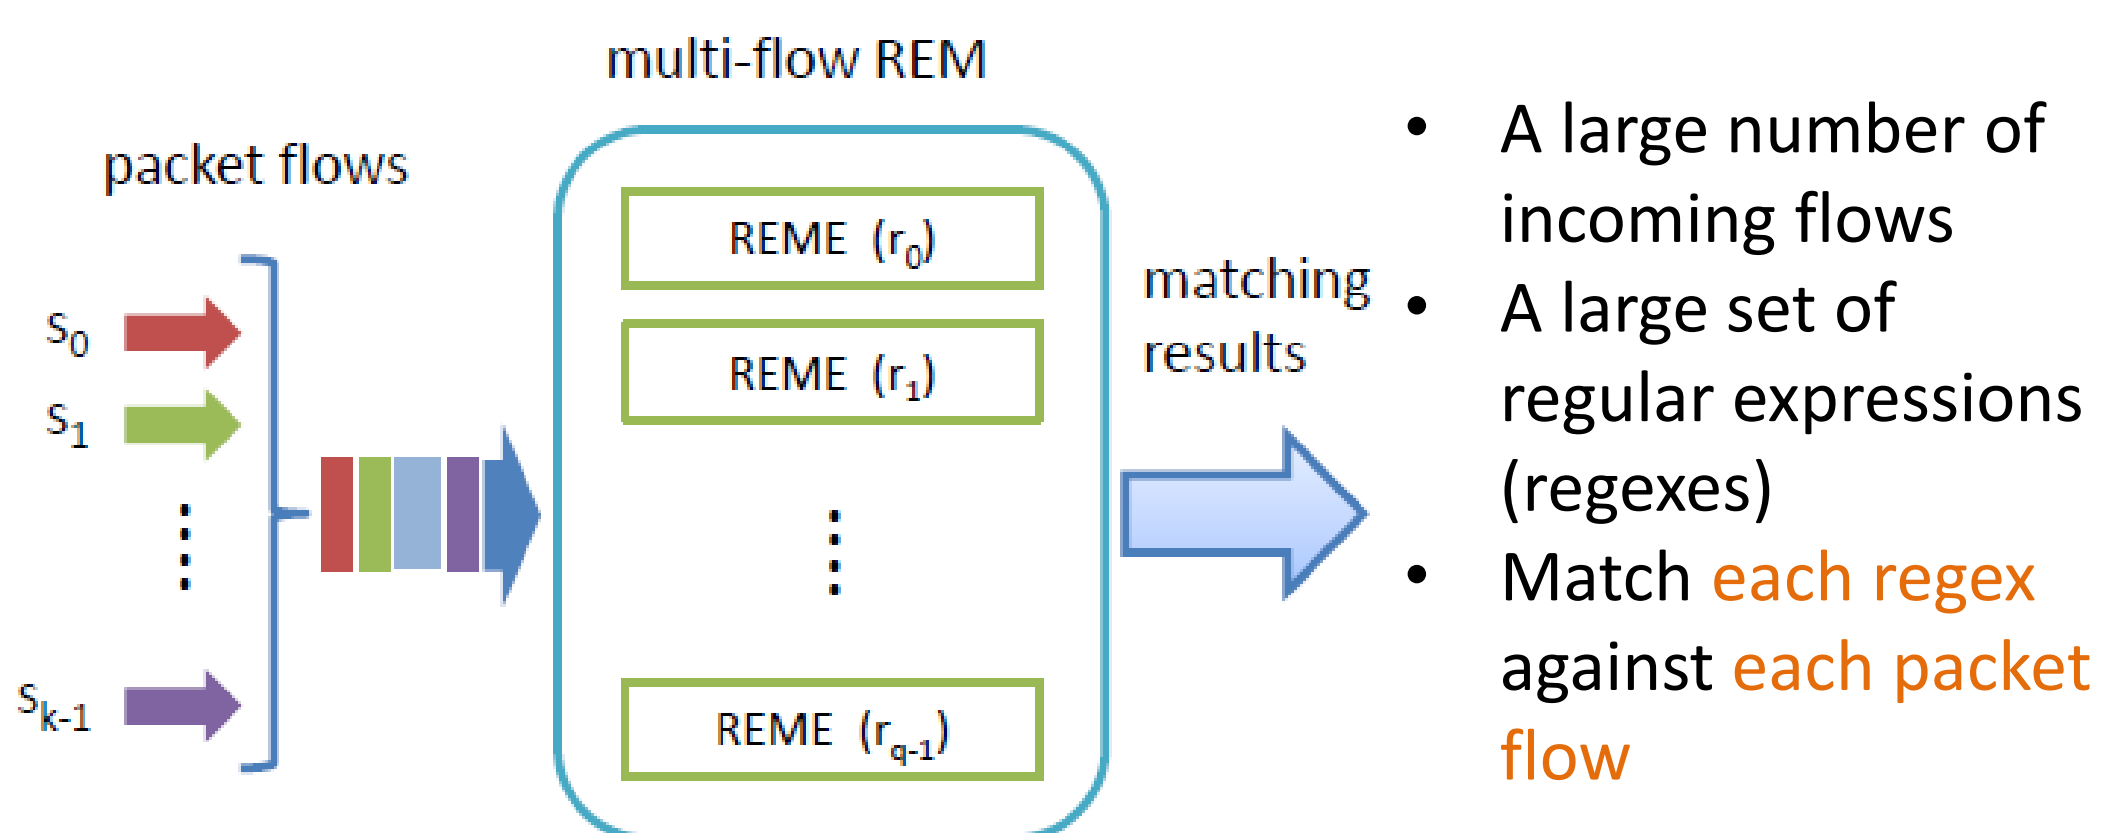 multi-flow REM
packet flows
s₀
s₁
sₖ₋₁
REME (r₀)
REME (r₁)
REME (r_q-1)
matching
results
• A large number of
incoming flows
• A large set of
regular expressions
(regexes)
• Match each regex
against each packet
flow